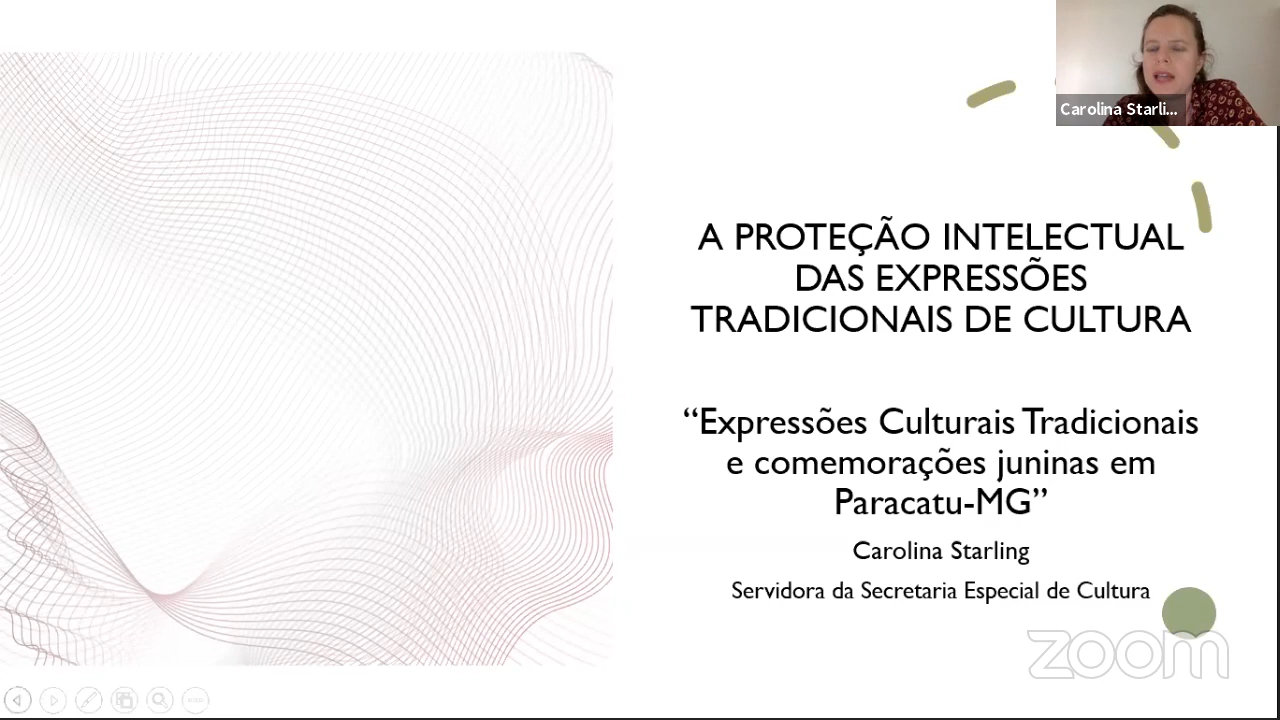 Carolina Starli...
A PROTEÇÃO INTELECTUAL
DAS EXPRESSÕES
TRADICIONAIS DE CULTURA
“Expressões Culturais Tradicionais
e comemorações juninas em
Paracatu-MG”
Carolina Starling
Servidora da Secretaria Especial de Cultura
zoom